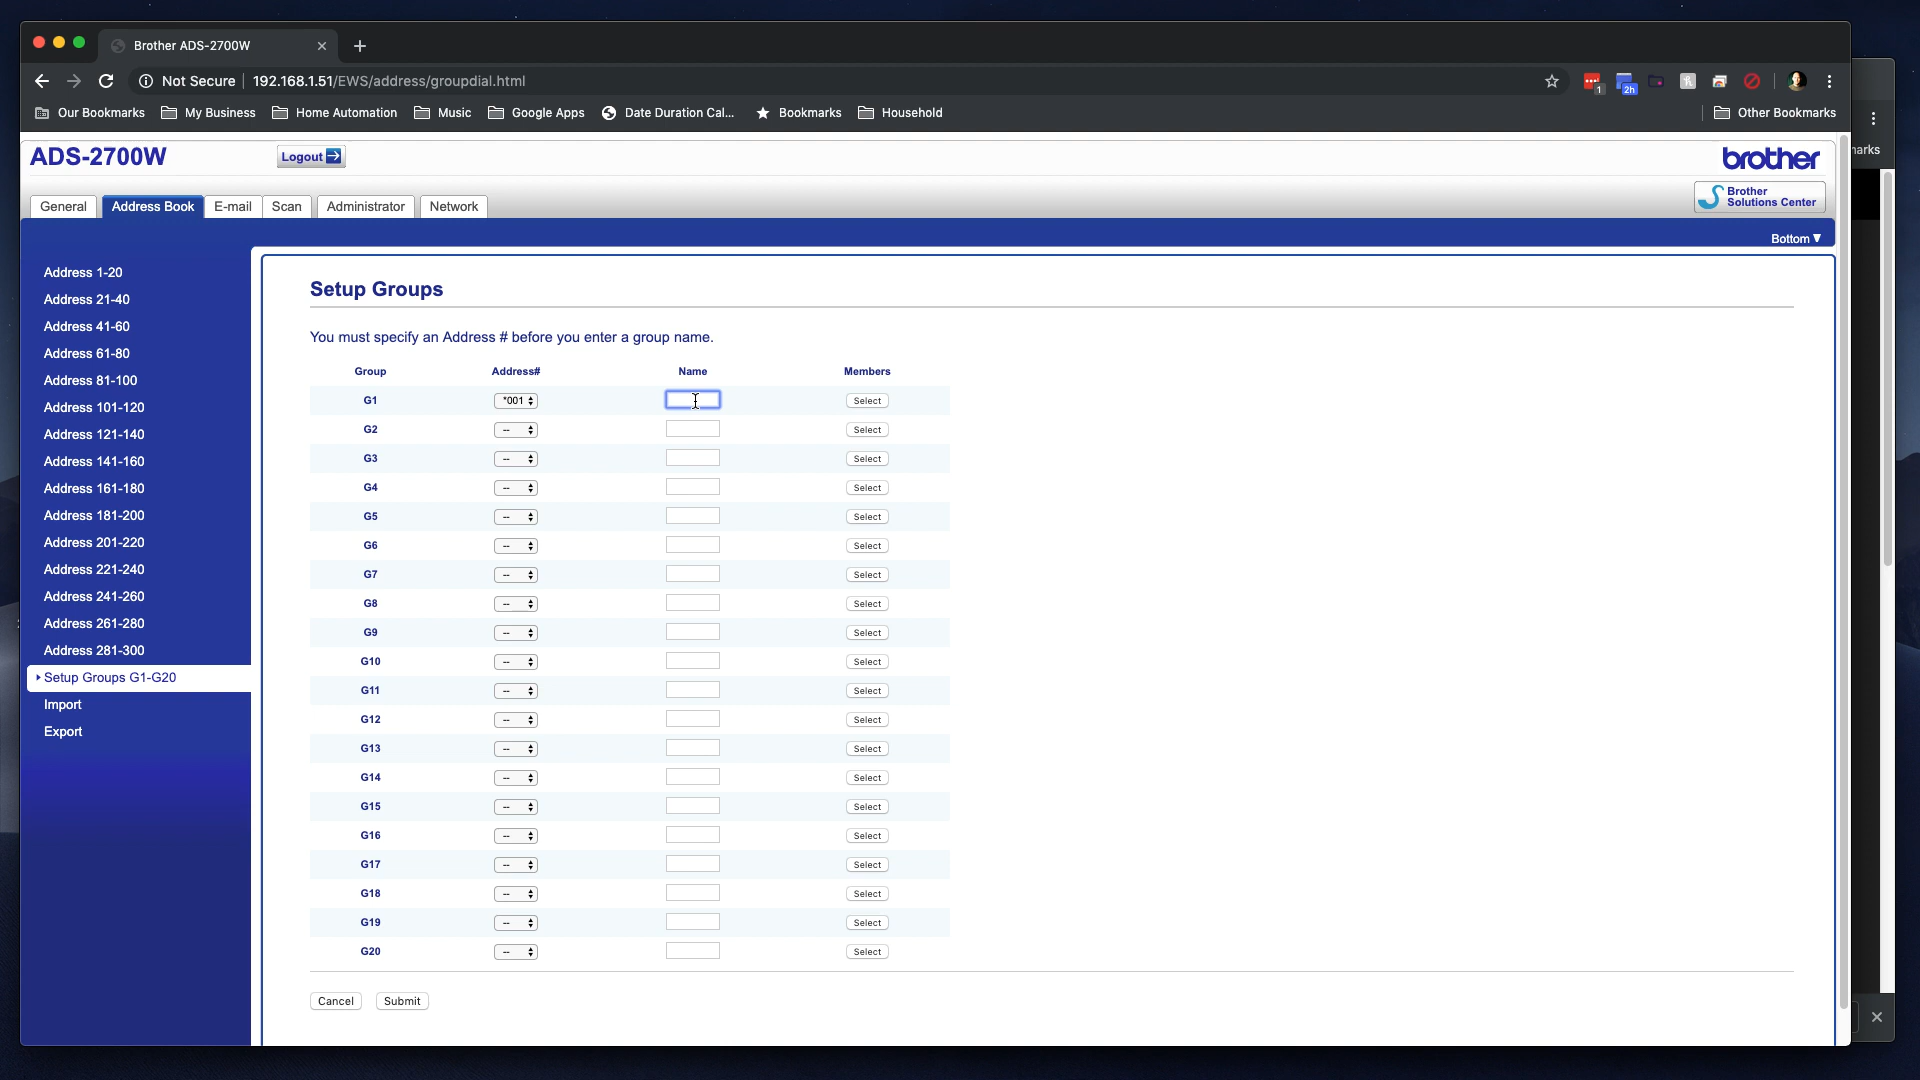 Brother ADS-2700W
Not Secure | 192.168.1.51/EWS/address/groupdial.html
1
2h
Our Bookmarks My Business Home Automation Music Google Apps Date Duration Cal... Bookmarks Household Other Bookmarks
arks
ADS-2700W Logout brother
General Address Book E-mail Scan Administrator Network
Brother
Solutions Center
Bottom▼
Address 1-20
Address 21-40
Address 41-60
Address 61-80
Address 81-100
Address 101-120
Address 121-140
Address 141-160
Address 161-180
Address 181-200
Address 201-220
Address 221-240
Address 241-260
Address 261-280
Address 281-300
Setup Groups G1-G20
Import
Export
Setup Groups
You must specify an Address # before you enter a group name.
Group Address# Name Members
G1 *001 Select
G2 -- Select
G3 -- Select
G4 -- Select
G5 -- Select
G6 -- Select
G7 -- Select
G8 -- Select
G9 -- Select
G10 -- Select
G11 -- Select
G12 -- Select
G13 -- Select
G14 -- Select
G15 -- Select
G16 -- Select
G17 -- Select
G18 -- Select
G19 -- Select
G20 -- Select
Cancel Submit